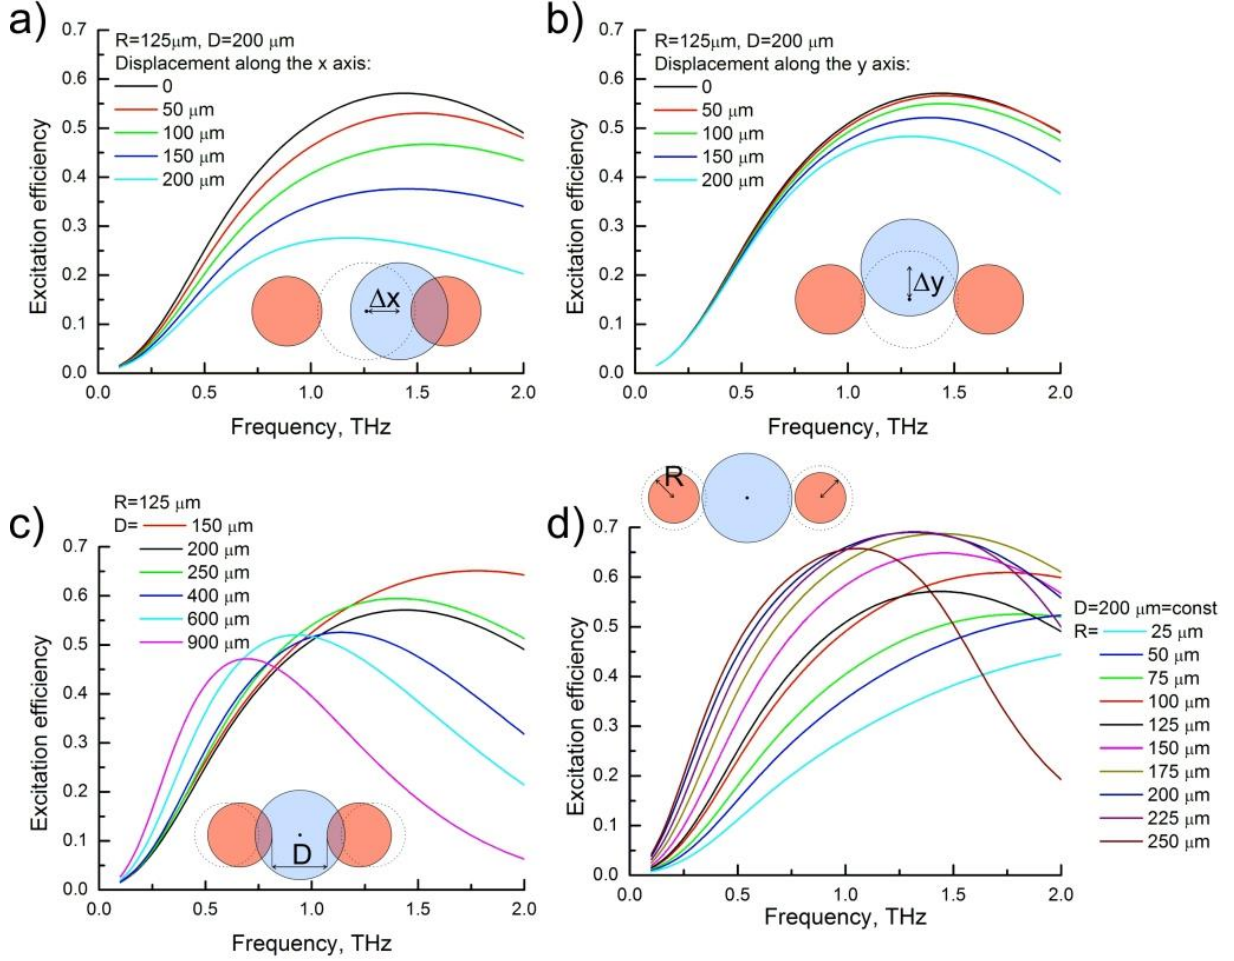 a)
R=125μm, D=200 μm
Displacement along the x axis:
0
50 μm
100 μm
150 μm
200 μm
Δx
Excitation efficiency
0.7
0.6
0.5
0.4
0.3
0.2
0.1
0.0
0.0 0.5 1.0 1.5 2.0
Frequency, THz
b)
R=125μm, D=200 μm
Displacement along the y axis:
0
50 μm
100 μm
150 μm
200 μm
Δy
Excitation efficiency
0.7
0.6
0.5
0.4
0.3
0.2
0.1
0.0
0.0 0.5 1.0 1.5 2.0
Frequency, THz
c)
R=125 μm
D= 150 μm
200 μm
250 μm
400 μm
600 μm
900 μm
D
Excitation efficiency
0.7
0.6
0.5
0.4
0.3
0.2
0.1
0.0
0.0 0.5 1.0 1.5 2.0
Frequency, THz
d)
R
Excitation efficiency
0.7
0.6
0.5
0.4
0.3
0.2
0.1
0.0
0.0 0.5 1.0 1.5 2.0
Frequency, THz
D=200 μm=const
R= 25 μm
50 μm
75 μm
100 μm
125 μm
150 μm
175 μm
200 μm
225 μm
250 μm